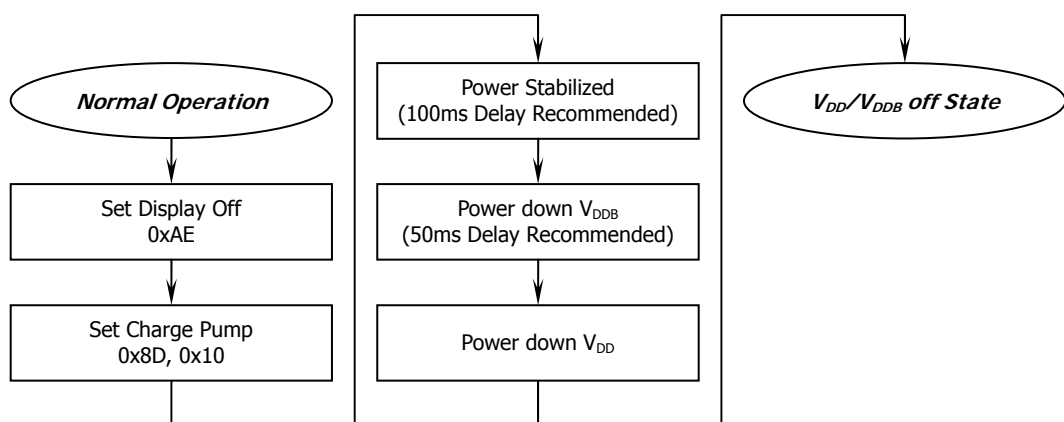 Normal Operation
Set Display Off
0xAE
Set Charge Pump
0x8D, 0x10
Power Stabilized
(100ms Delay Recommended)
Power down VDDB
(50ms Delay Recommended)
Power down VDD
VDD/VDDB off State